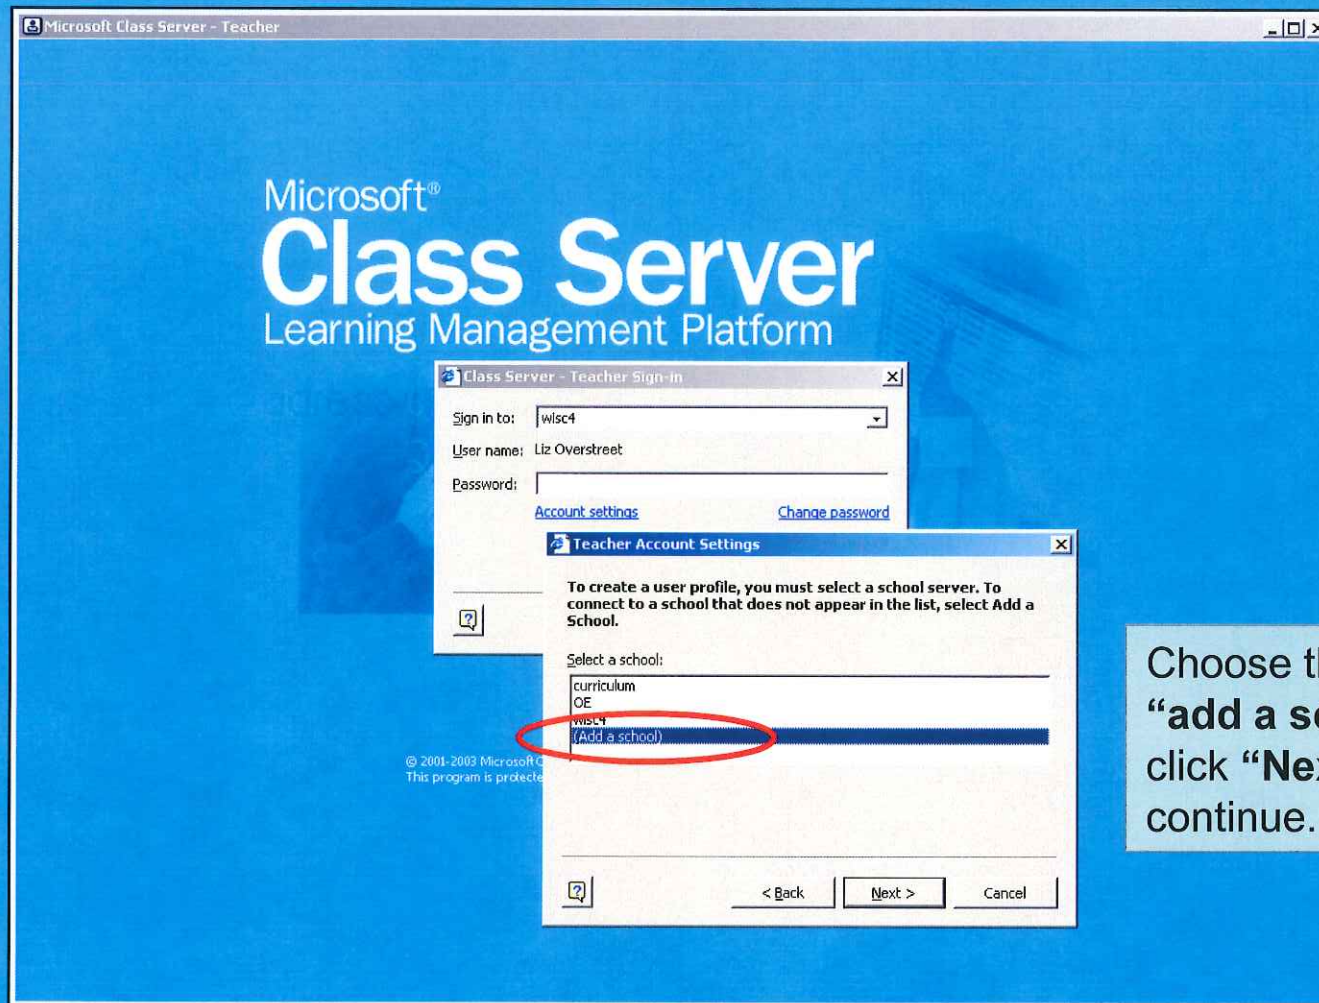 Microsoft Class Server - Teacher
Microsoft®
Class Server
Learning Management Platform
Class Server - Teacher Sign-in
Sign in to: wisc4
User name: Liz Overstreet
Password:
Account settings Change password
Teacher Account Settings
To create a user profile, you must select a school server. To
connect to a school that does not appear in the list, select Add a
School.
Select a school:
curriculum
OE
wisc4
(Add a school)
© 2001-2003 Microsoft
This program is
< Back Next > Cancel
Choose
“add a
click
continue.